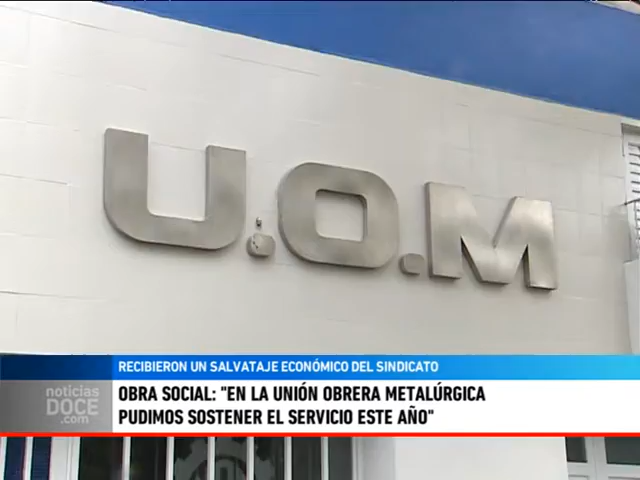 U.O.M
RECIBIERON UN SALVATAJE ECONÓMICO DEL SINDICATO
noticias
DOCE
.com
OBRA SOCIAL: "EN LA UNIÓN OBRERA METALÚRGICA
PUDIMOS SOSTENER EL SERVICIO ESTE AÑO"